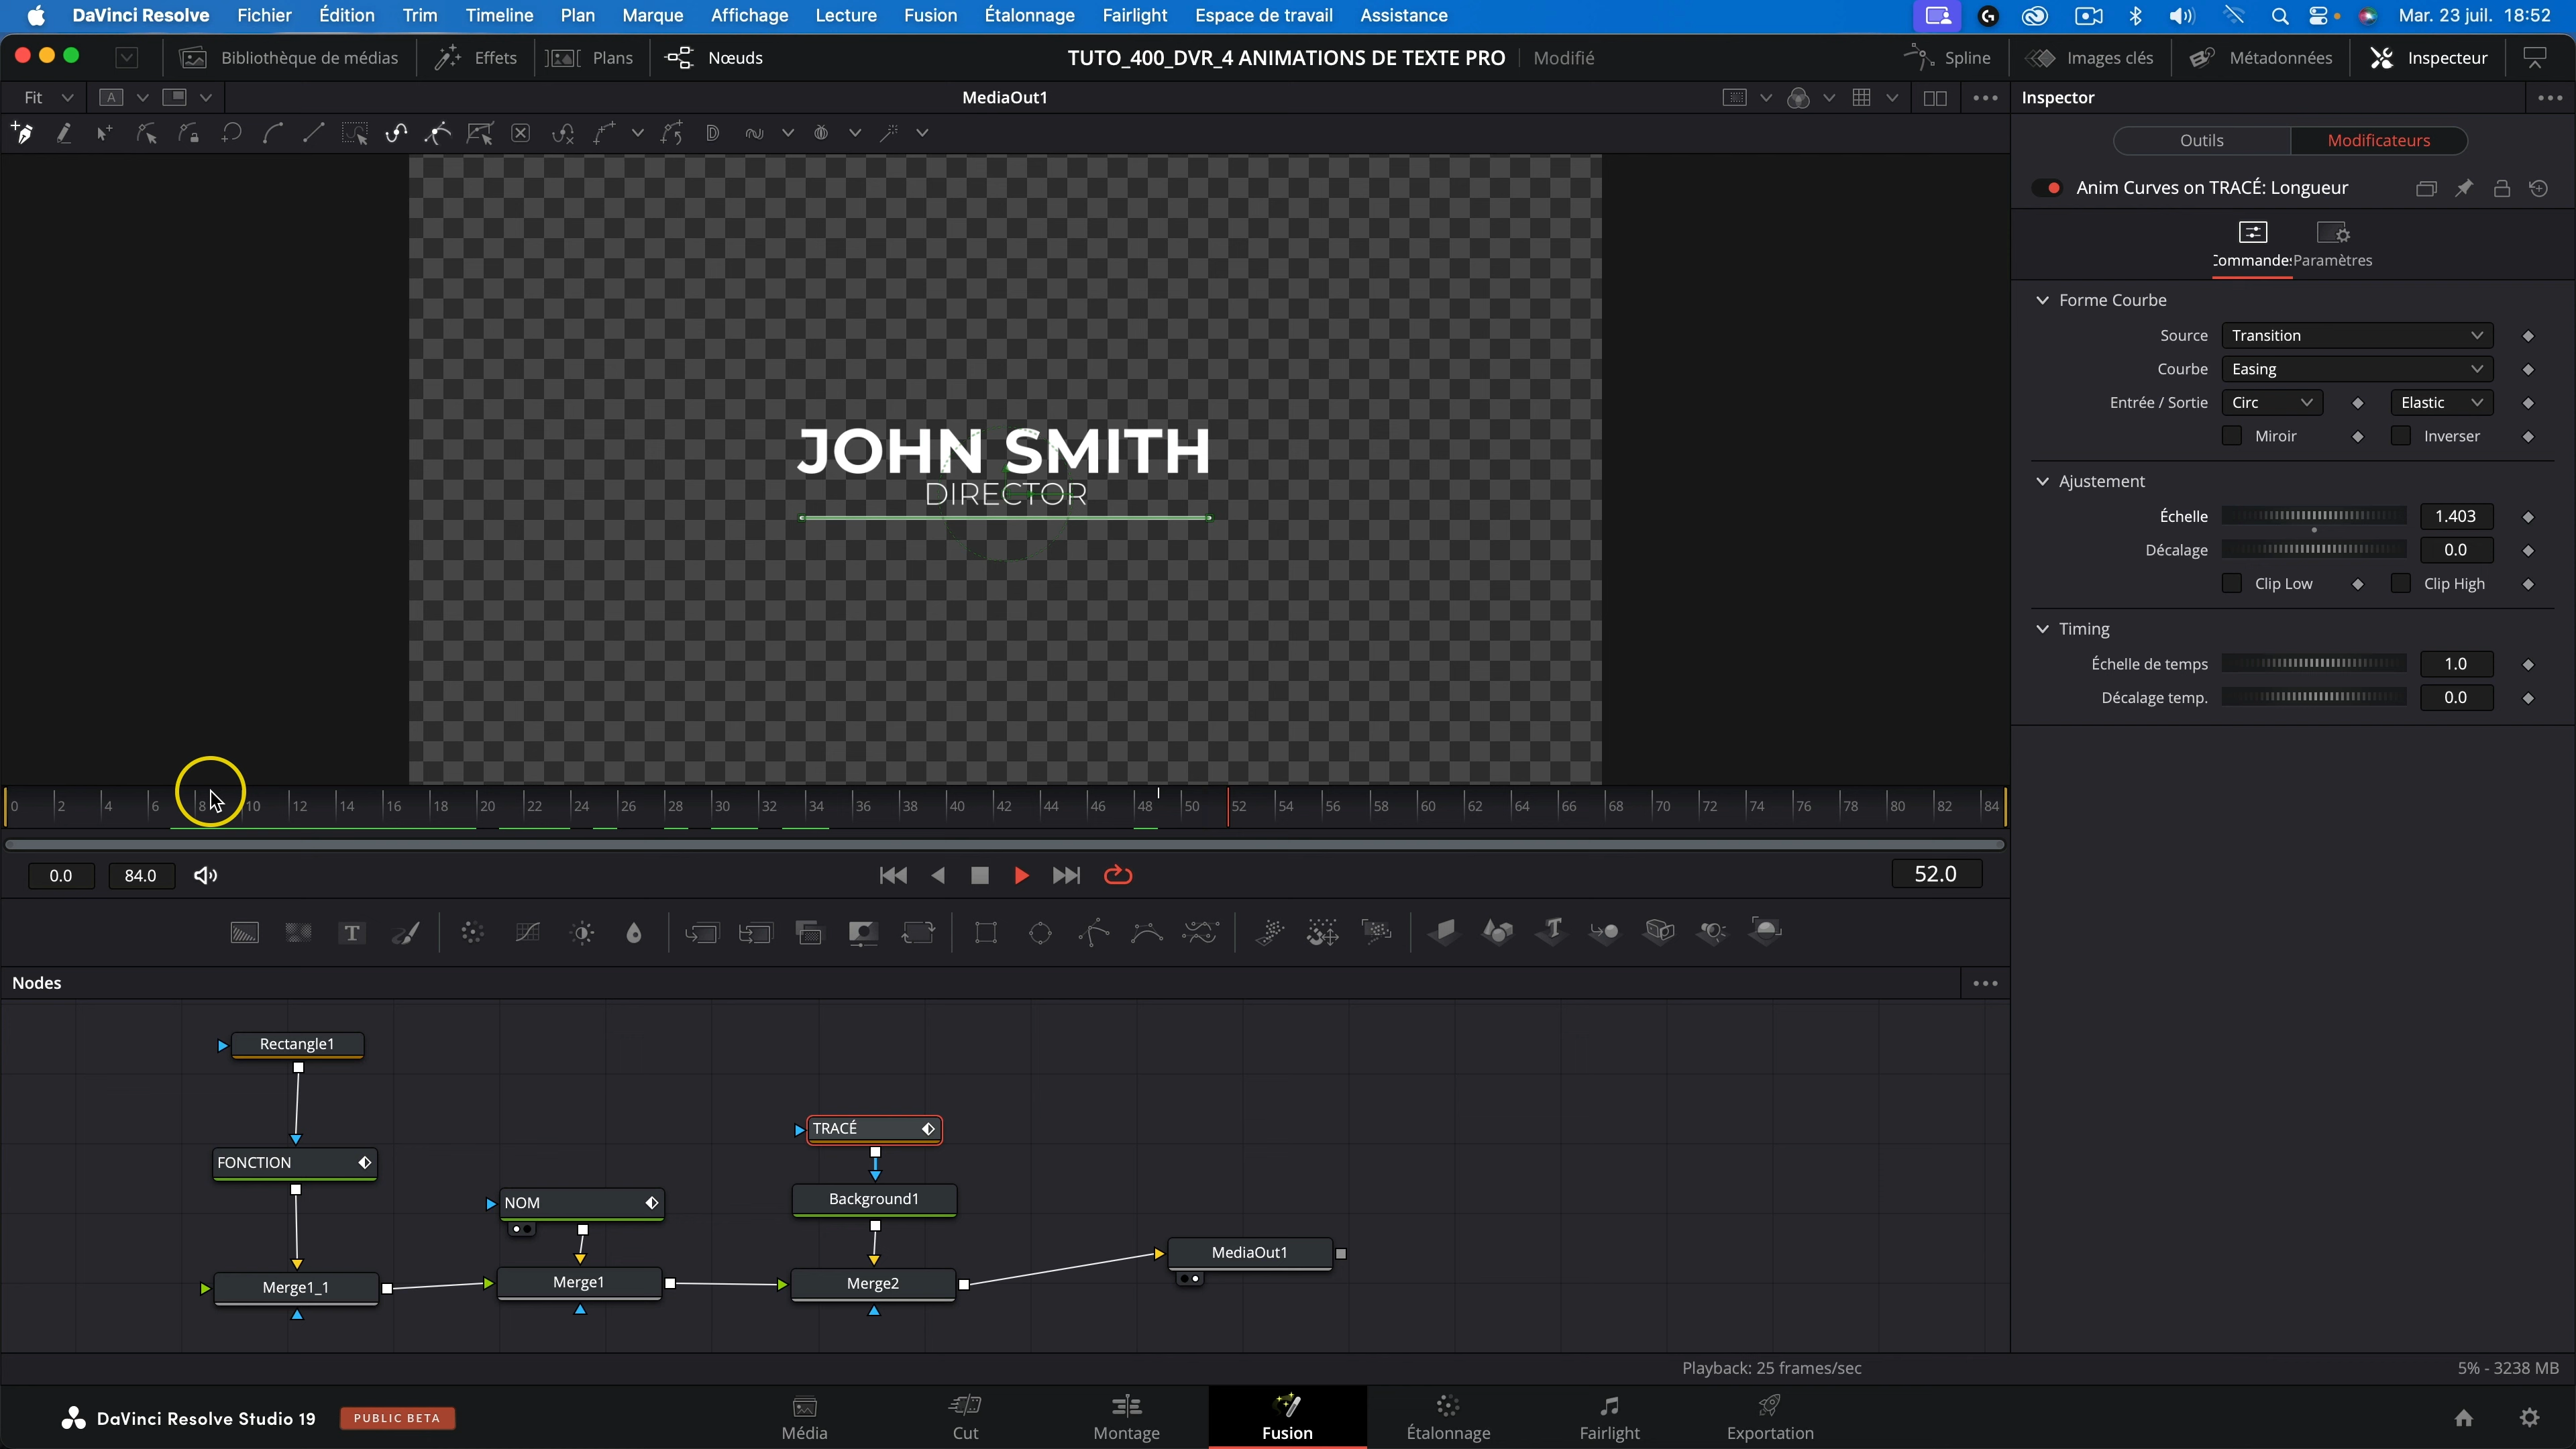 DaVinci Resolve Fichier Édition Trim Timeline Plan Marque Affichage Lecture Fusion Étalonnage Fairlight Espace de travail Assistance Mar. 23 juil. 18:52
Bibliothèque de médias Effets Plans Nœuds TUTO_400_DVR_4 ANIMATIONS DE TEXTE PRO Modifié Spline Images clés Métadonnées Inspecteur
Fit A MediaOut1 Inspector
Outils Modificateurs
Anim Curves on TRACÉ: Longueur
Commandes Paramètres
Forme Courbe
Source Transition
Courbe Easing
Entrée / Sortie Circ Elastic
Miroir Inverser
JOHN SMITH
DIRECTOR
Ajustement
Échelle 1.403
Décalage 0.0
Clip Low Clip High
Timing
Échelle de temps 1.0
Décalage temp. 0.0
0 2 4 6 8 10 12 14 16 18 20 22 24 26 28 30 32 34 36 38 40 42 44 46 48 50 52 54 56 58 60 62 64 66 68 70 72 74 76 78 80 82 84
0.0 84.0 52.0
Nodes
Rectangle1
TRACÉ
FONCTION
NOM
Background1
MediaOut1
Merge1_1
Merge1
Merge2
Playback: 25 frames/sec 5% - 3238 MB
DaVinci Resolve Studio 19 PUBLIC BETA
Média Cut Montage Fusion Étalonnage Fairlight Exportation